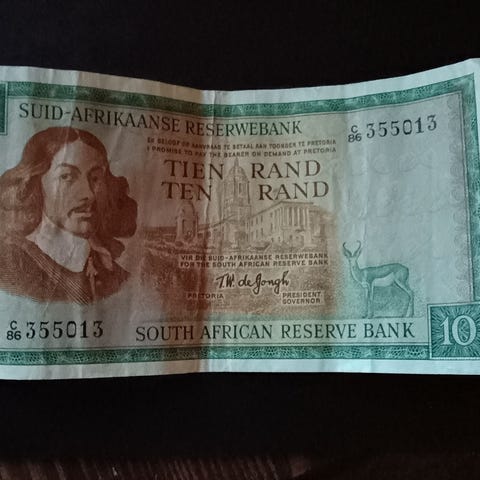 SUID-AFRIKAANSE RESERWEBANK
C/86 355013
EK BELOOF OM AANVRAAG TE BETAAL AAN TOONDER TE PRETORIA
I PROMISE TO PAY THE BEARER ON DEMAND AT PRETORIA
TIEN RAND
TEN RAND
VIR DIE SUID-AFRIKAANSE RESERWEBANK
FOR THE SOUTH AFRICAN RESERVE BANK
T.W. de Jongh
PRETORIA
PRESIDENT
GOVERNOR
C/86 355013
SOUTH AFRICAN RESERVE BANK
10